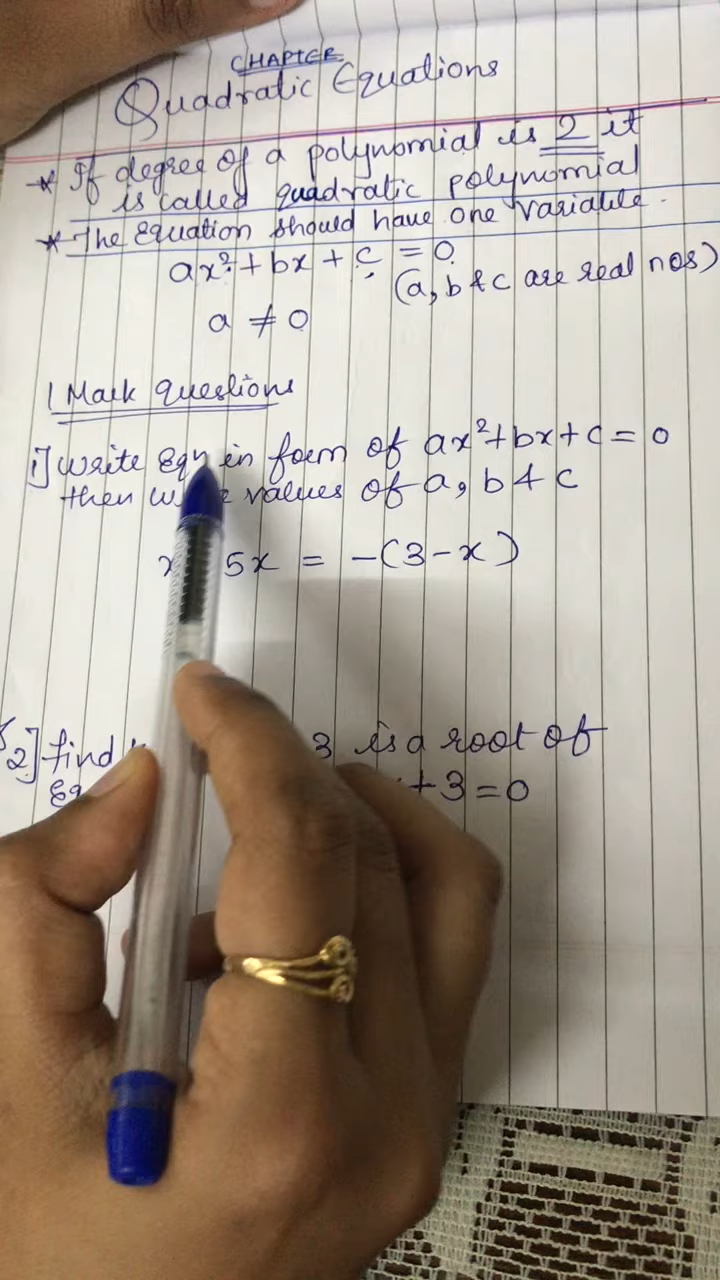 CHAPTER
Quadratic Equations
* If degree of a polynomial is 2 it
is called quadratic polynomial
* The Equation should have one variable.
ax²+bx + c = 0
(a, b & c are real nos)
a ≠ 0
1 Mark questions
1] Write Eqn in form of ax²+bx+c = 0
then values of a, b & c
5x = -(3-x)
2] find 3 is a root of
+3=0